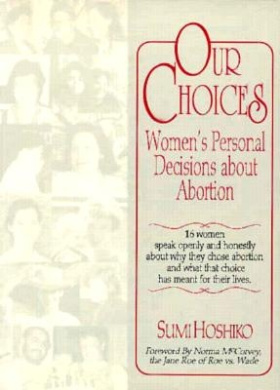 OUR
CHOICES
Women's Personal
Decisions about
Abortion
16 women
speak openly and honestly
about why they chose abortion
and what that choice
has meant for their lives.
SUMI HOSHIKO
Foreword By Norma McCorvey,
the Jane Roe of Roe vs. Wade